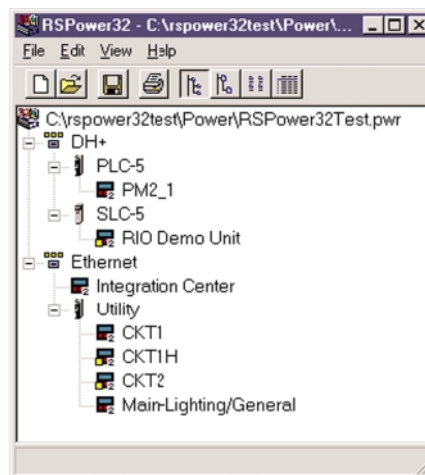 RSPower32 - C:\rspower32test\Power\...
File Edit View Help
C:\rspower32test\Power\RSPower32Test.pwr
DH+
PLC-5
PM2_1
SLC-5
RIO Demo Unit
Ethernet
Integration Center
Utility
CKT1
CKT1H
CKT2
Main-Lighting/General